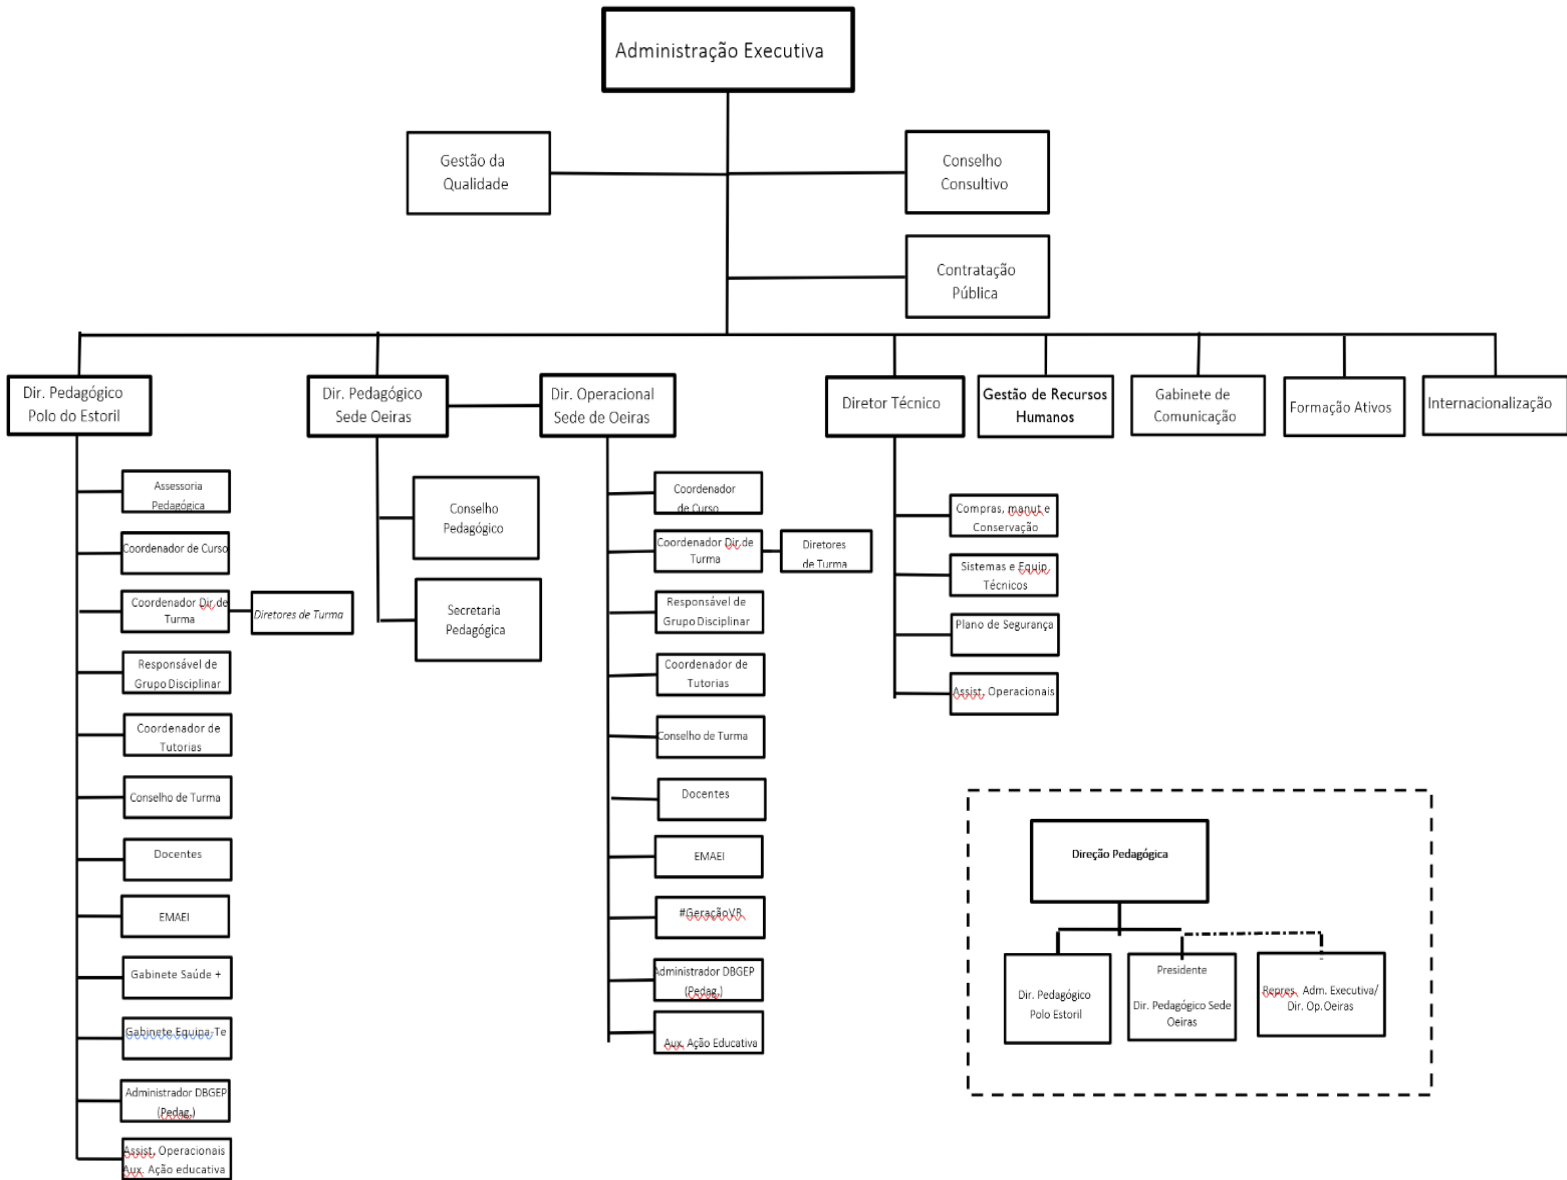 Administração Executiva
Gestão da
Qualidade
Conselho
Consultivo
Contratação
Pública
Dir. Pedagógico
Polo do Estoril
Dir. Pedagógico
Sede Oeiras
Dir. Operacional
Sede de Oeiras
Diretor Técnico
Gestão de Recursos
Humanos
Gabinete de
Comunicação
Formação Ativos
Internacionalização
Assessoria
Pedagógica
Coordenador de Curso
Coordenador Dir.de
Turma
Diretores de Turma
Responsável de
Grupo Disciplinar
Coordenador de
Tutorias
Conselho de Turma
Docentes
EMAEI
Gabinete Saúde +
Gabinete Equipa-Te
Administrador DBGEP
(Pedag.)
Assist. Operacionais
Aux. Ação educativa
Conselho
Pedagógico
Secretaria
Pedagógica
Coordenador
de Curso
Coordenador Dir.de
Turma
Diretores
de Turma
Responsável de
Grupo Disciplinar
Coordenador de
Tutorias
Conselho de Turma
Docentes
EMAEI
#GeraçãoVR
Administrador DBGEP
(Pedag.)
Aux. Ação Educativa
Compras, manut e
Conservação
Sistemas e Equip.
Técnicos
Plano de Segurança
Assist. Operacionais
Direção Pedagógica
Dir. Pedagógico
Polo Estoril
Presidente
Dir. Pedagógico Sede
Oeiras
Repres. Adm. Executiva/
Dir. Op.Oeiras